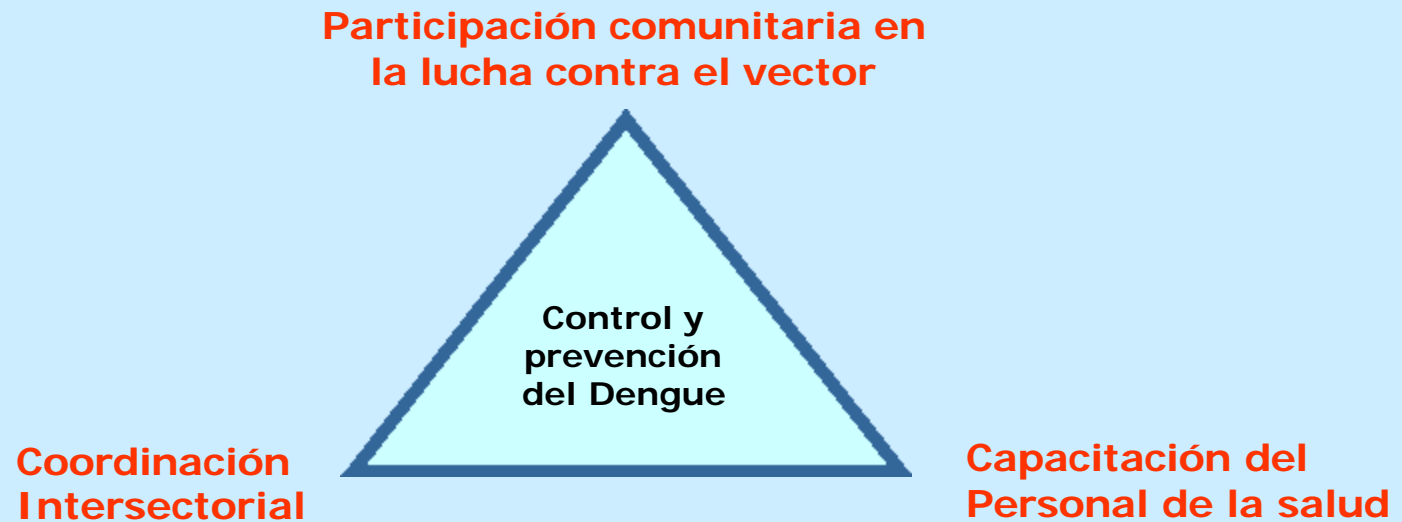 Participación comunitaria en
la lucha contra el vector
Control y
prevención
del Dengue
Coordinación
Intersectorial
Capacitación del
Personal de la salud